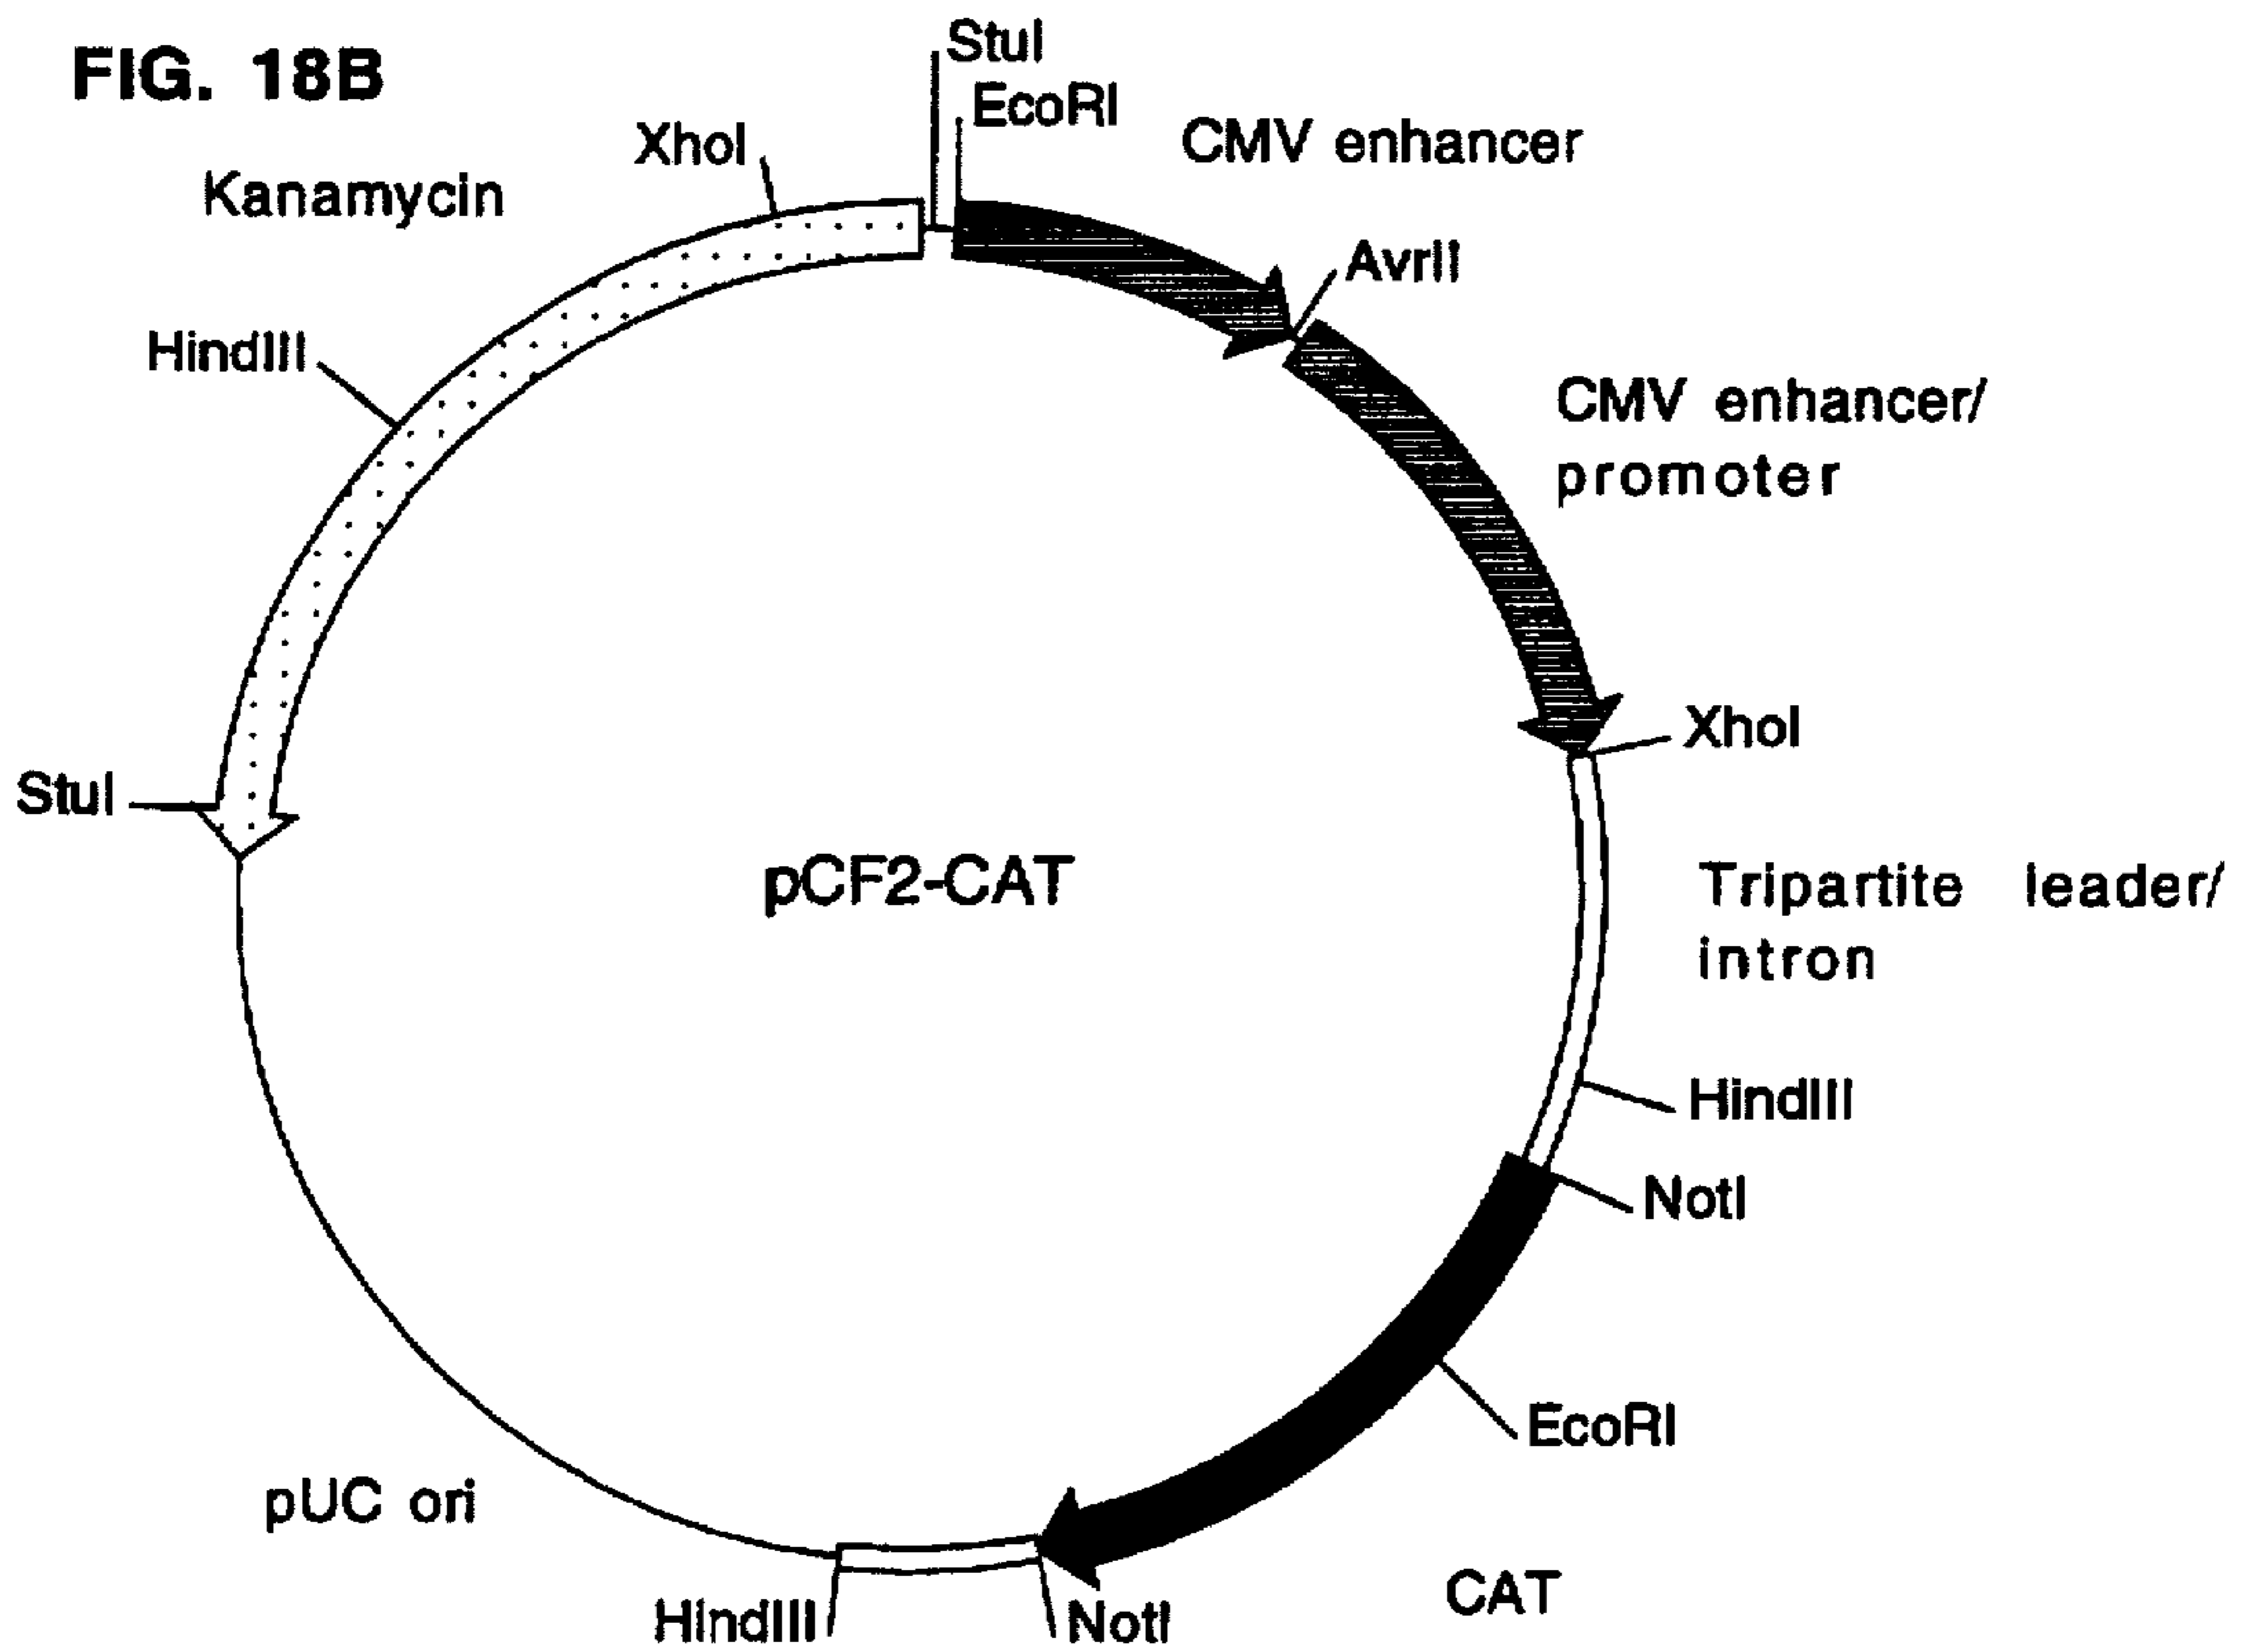 FIG. 18B
StuI
EcoRI
CMV enhancer
XhoI
Kanamycin
AvrII
HindIII
CMV enhancer/
promoter
XhoI
StuI
pCF2-CAT
Tripartite leader/
intron
HindIII
NotI
EcoRI
pUC ori
CAT
HindIII
NotI